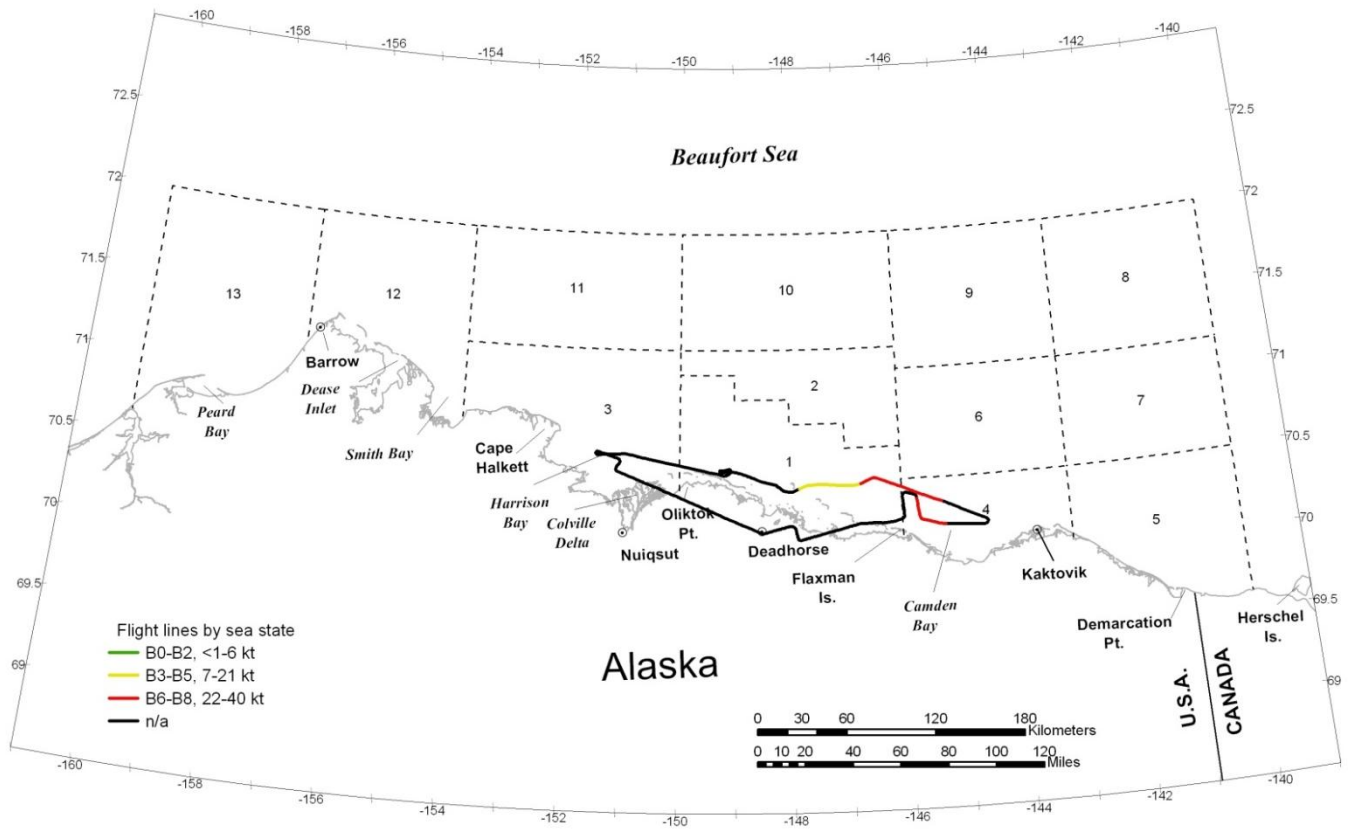 -160
-158
-156
-154
-152
-150
-148
-146
-144
-142
-140
72.5
72.5
72
72
Beaufort Sea
71.5
71.5
13
12
11
10
9
8
71
71
Barrow
Dease
Inlet
Peard
Bay
Smith Bay
3
2
6
7
70.5
70.5
Cape
Halkett
1
Harrison
Bay
Colville
Delta
Oliktok
Pt.
4
5
70
70
Nuiqsut
Deadhorse
Flaxman
Is.
Camden
Bay
Kaktovik
69.5
69.5
Demarcation
Pt.
Herschel
Is.
Flight lines by sea state
B0-B2, <1-6 kt
B3-B5, 7-21 kt
B6-B8, 22-40 kt
n/a
69
69
Alaska
U.S.A.
CANADA
0 30 60 120 180
Kilometers
0 10 20 40 60 80 100 120
Miles
-160
-158
-156
-154
-152
-150
-148
-146
-144
-142
-140